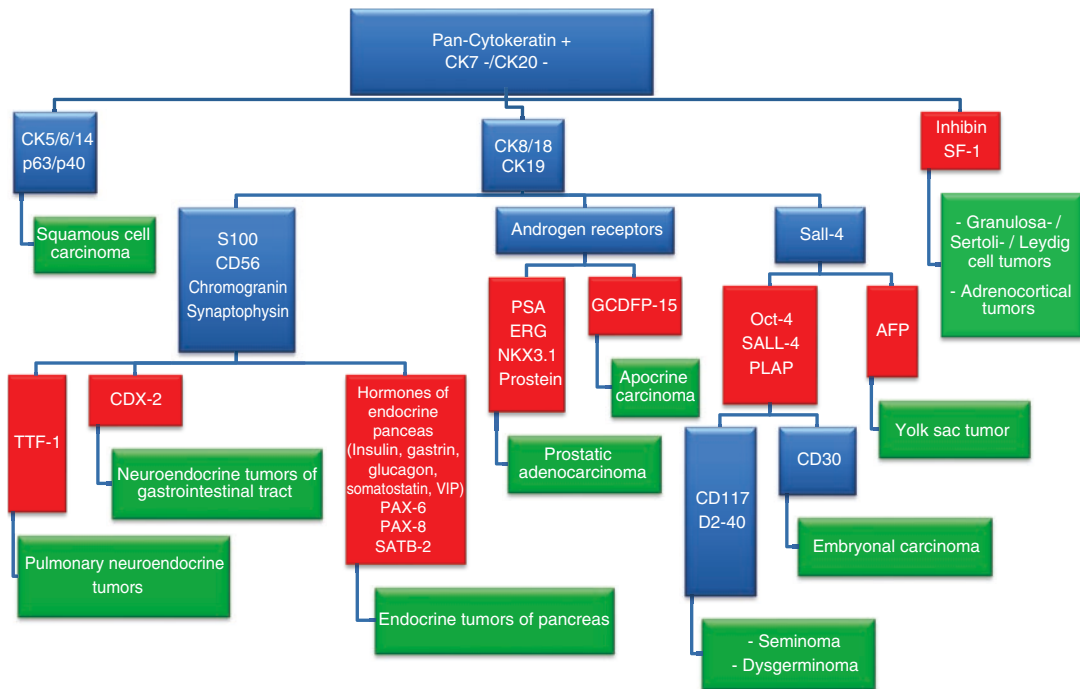 Pan-Cytokeratin +
CK7 -/CK20 -
CK5/6/14
p63/p40
CK8/18
CK19
Inhibin
SF-1
Squamous cell
carcinoma
S100
CD56
Chromogranin
Synaptophysin
Androgen receptors
Sall-4
- Granulosa- /
Sertoli- / Leydig
cell tumors
- Adrenocortical
tumors
TTF-1
CDX-2
Hormones of
endocrine
panceas
(Insulin, gastrin,
glucagon,
somatostatin, VIP)
PAX-6
PAX-8
SATB-2
PSA
ERG
NKX3.1
Prostein
GCDFP-15
Oct-4
SALL-4
PLAP
AFP
Apocrine
carcinoma
Neuroendocrine tumors of
gastrointestinal tract
Prostatic
adenocarcinoma
CD117
D2-40
CD30
Yolk sac tumor
Pulmonary neuroendocrine
tumors
Embryonal carcinoma
Endocrine tumors of pancreas
- Seminoma
- Dysgerminoma